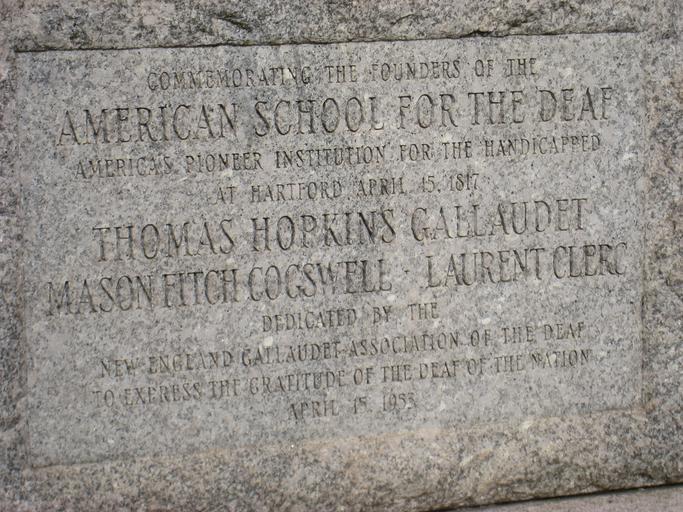 COMMEMORATING THE FOUNDERS OF THE
AMERICAN SCHOOL FOR THE DEAF
AMERICA'S PIONEER INSTITUTION FOR THE HANDICAPPED
AT HARTFORD APRIL 15, 1817
THOMAS HOPKINS GALLAUDET
MASON FITCH COGSWELL · LAURENT CLERC
DEDICATED BY THE
NEW ENGLAND GALLAUDET ASSOCIATION OF THE DEAF
TO EXPRESS THE GRATITUDE OF THE DEAF OF THE NATION
APRIL 15, 1953